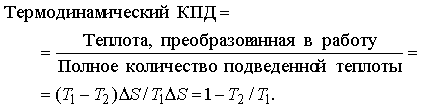 Термодинамический КПД =
= Теплота, преобразованная в работу / Полное количество подведенной теплоты =
= (T₁ − T₂)ΔS/T₁ΔS = 1 − T₂/T₁.